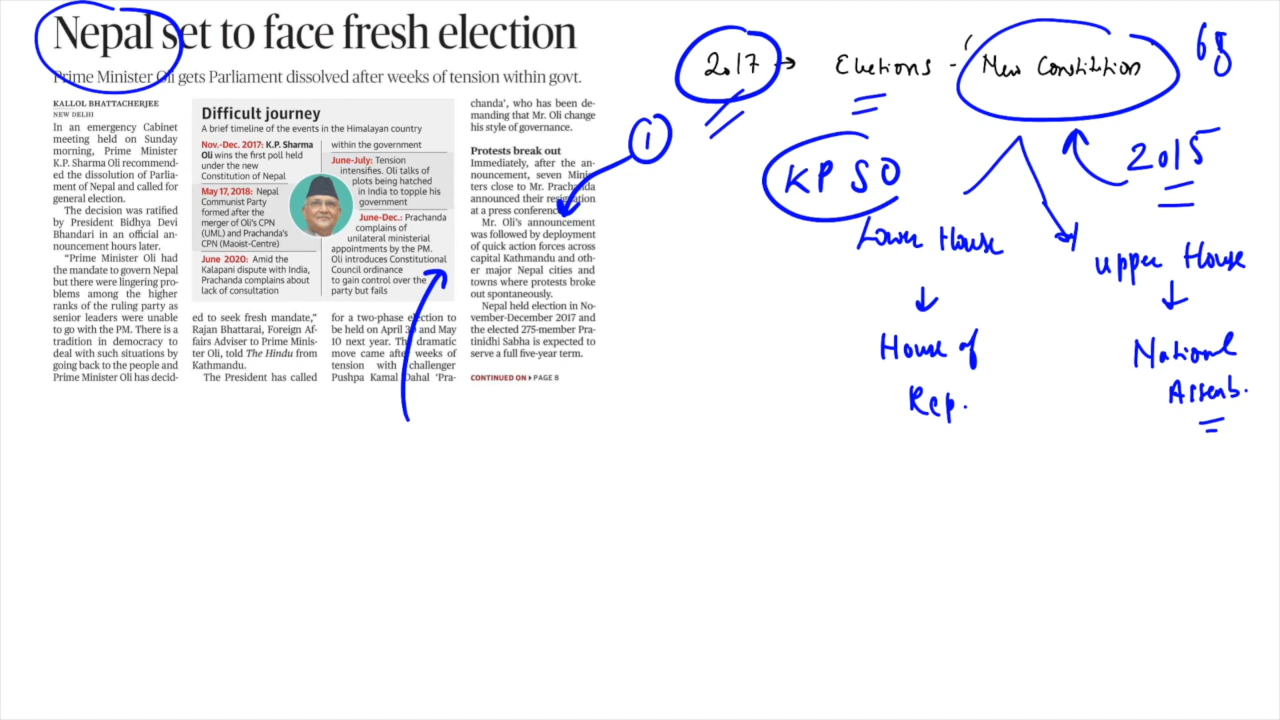 Nepal set to face fresh election
Prime Minister Oli gets Parliament dissolved after weeks of tension within govt.
KALLOL BHATTACHERJEE
NEW DELHI
In an emergency Cabinet
meeting held on Sunday
morning, Prime Minister
K.P. Sharma Oli recommend-
ed the dissolution of Parlia-
ment of Nepal and called for
general election.
The decision was ratified
by President Bidhya Devi
Bhandari in an official an-
nouncement hours later.
“Prime Minister Oli had
the mandate to govern Nepal
but there were lingering pro-
blems among the higher
ranks of the ruling party as
senior leaders were unable
to go with the PM. There is a
tradition in democracy to
deal with such situations by
going back to the people and
Prime Minister Oli has decid-
Difficult journey
A brief timeline of the events in the Himalayan country
Nov.-Dec. 2017: K.P. Sharma
Oli wins the first poll held
under the new
Constitution of Nepal
May 17, 2018: Nepal
Communist Party
formed after the
merger of Oli's CPN
(UML) and Prachanda's
CPN (Maoist-Centre)
June 2020: Amid the
Kalapani dispute with India,
Prachanda complains about
lack of consultation
within the government
June-July: Tension
intensifies. Oli talks of
plots being hatched
in India to topple his
government
June-Dec.: Prachanda
complains of
unilateral ministerial
appointments by the PM.
Oli introduces Constitutional
Council ordinance
to gain control over the
party but fails
ed to seek fresh mandate,”
Rajan Bhattarai, Foreign Af-
fairs Adviser to Prime Minis-
ter Oli, told The Hindu from
Kathmandu.
The President has called
for a two-phase election to
be held on April 30 and May
10 next year. The dramatic
move came after weeks of
tension with challenger
Pushpa Kamal Dahal ‘Pra-
chanda’, who has been de-
manding that Mr. Oli change
his style of governance.
Protests break out
Immediately, after the an-
nouncement, seven Minis-
ters close to Mr. Prachanda
announced their resignation
at a press conference.
Mr. Oli's announcement
was followed by deployment
of quick action forces across
capital Kathmandu and oth-
er major Nepal cities and
towns where protests broke
out spontaneously.
Nepal held election in No-
vember-December 2017 and
the elected 275-member Pra-
tinidhi Sabha is expected to
serve a full five-year term.
CONTINUED ON PAGE 8
1
2017 → Elections - New Constitution
68
2015
KPSO
Lower House
Upper House
House of
Rep.
National
Assemb.